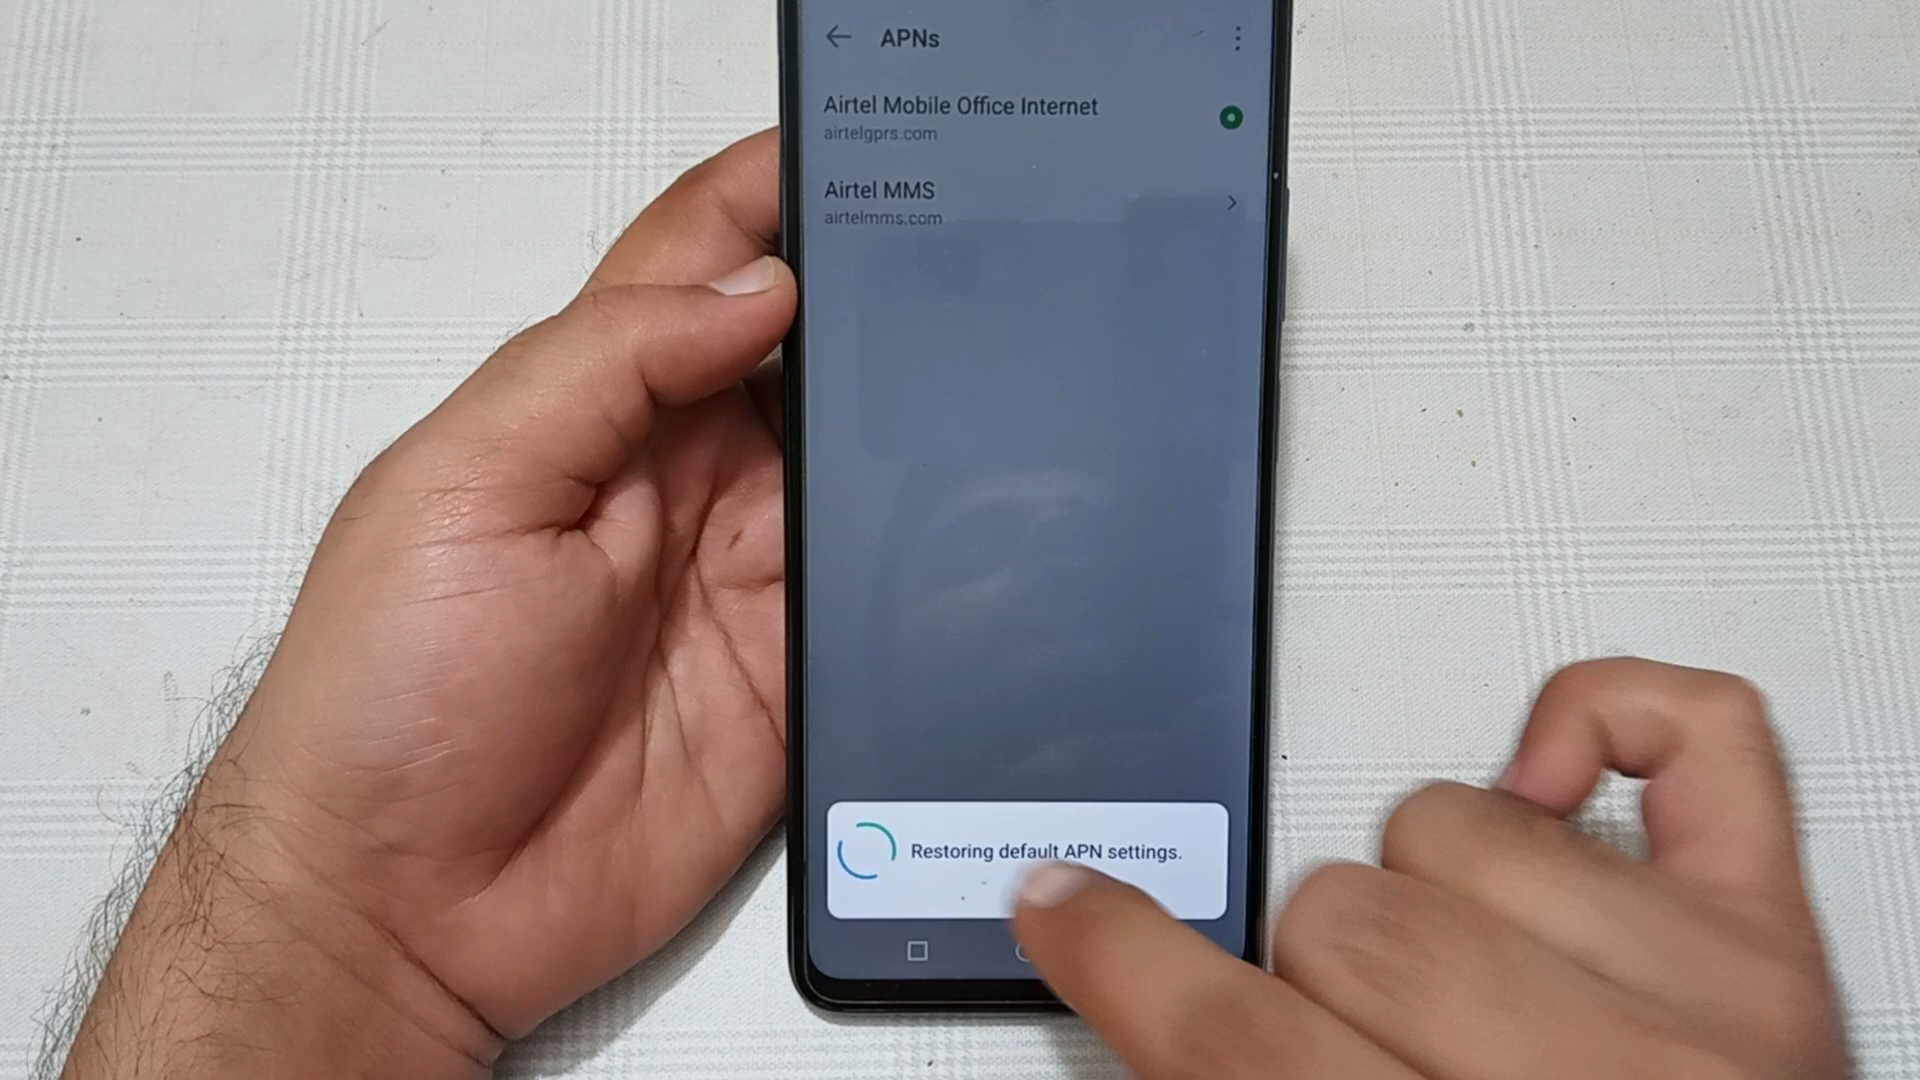 APNs
Airtel Mobile Office Internet
airtelgprs.com
Airtel MMS
airtelmms.com
Restoring default APN settings.